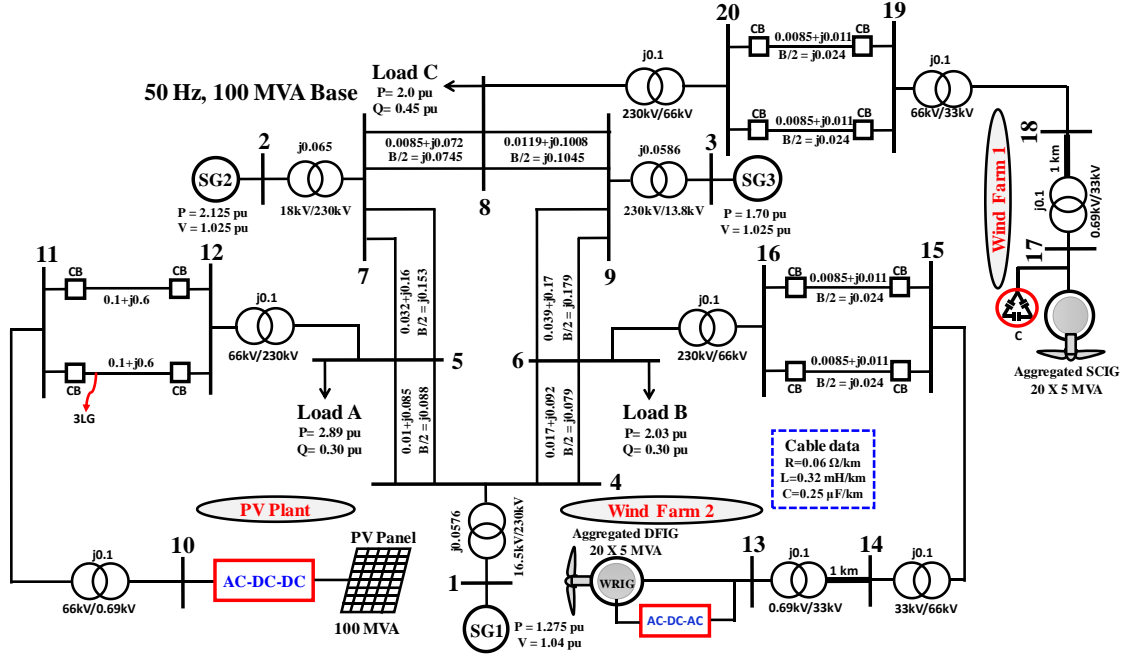 20
19
CB
0.0085+j0.011
CB
B/2 = j0.024
j0.1
230kV/66kV
j0.1
66kV/33kV
CB
0.0085+j0.011
CB
B/2 = j0.024
Load C
P= 2.0 pu
Q= 0.45 pu
50 Hz, 100 MVA Base
2
j0.065
SG2
18kV/230kV
P = 2.125 pu
V = 1.025 pu
7
0.0085+j0.072
B/2 = j0.0745
0.0119+j0.1008
B/2 = j0.1045
8
9
j0.0586
230kV/13.8kV
3
SG3
P = 1.70 pu
V = 1.025 pu
18
1 km
j0.1
0.69kV/33kV
17
Wind Farm 1
C
Aggregated SCIG
20 X 5 MVA
11
12
CB
0.1+j0.6
CB
CB
0.1+j0.6
CB
3LG
j0.1
66kV/230kV
0.032+j0.16
B/2 = j0.153
0.039+j0.17
B/2 = j0.179
5
6
Load A
P= 2.89 pu
Q= 0.30 pu
0.01+j0.085
B/2 = j0.088
0.017+j0.092
B/2 = j0.079
Load B
P= 2.03 pu
Q= 0.30 pu
j0.1
230kV/66kV
16
15
CB
0.0085+j0.011
CB
B/2 = j0.024
CB
0.0085+j0.011
CB
B/2 = j0.024
Cable data
R=0.06 Ω/km
L=0.32 mH/km
C=0.25 µF/km
4
PV Plant
j0.0576
16.5kV/230kV
1
SG1
P = 1.275 pu
V = 1.04 pu
j0.1
66kV/0.69kV
10
AC-DC-DC
PV Panel
100 MVA
Wind Farm 2
Aggregated DFIG
20 X 5 MVA
WRIG
AC-DC-AC
13
j0.1
0.69kV/33kV
1 km
14
j0.1
33kV/66kV